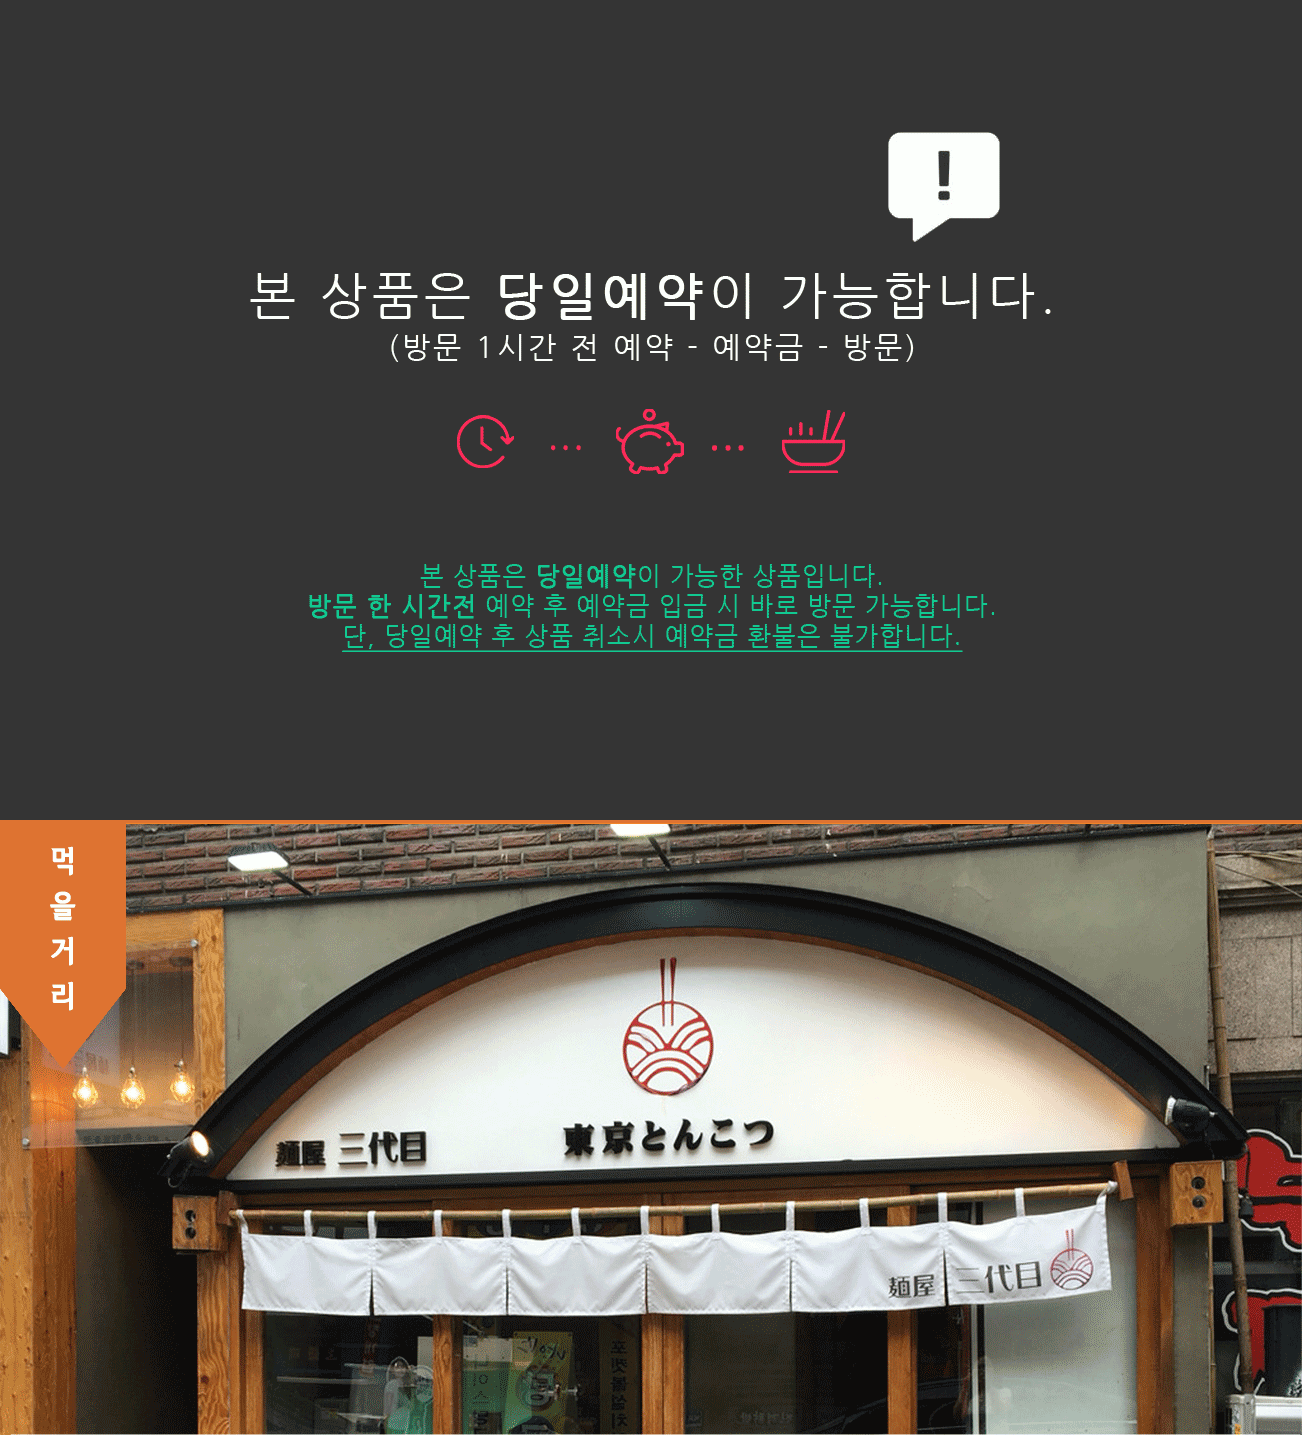 !
본 상품은 당일예약이 가능합니다.
(방문 1시간 전 예약 - 예약금 - 방문)
본 상품은 당일예약이 가능한 상품입니다.
방문 한 시간전 예약 후 예약금 입금 시 바로 방문 가능합니다.
단, 당일예약 후 상품 취소시 예약금 환불은 불가합니다.
먹
을
거
리
麺屋 三代目
東京とんこつ
麺屋 三代目